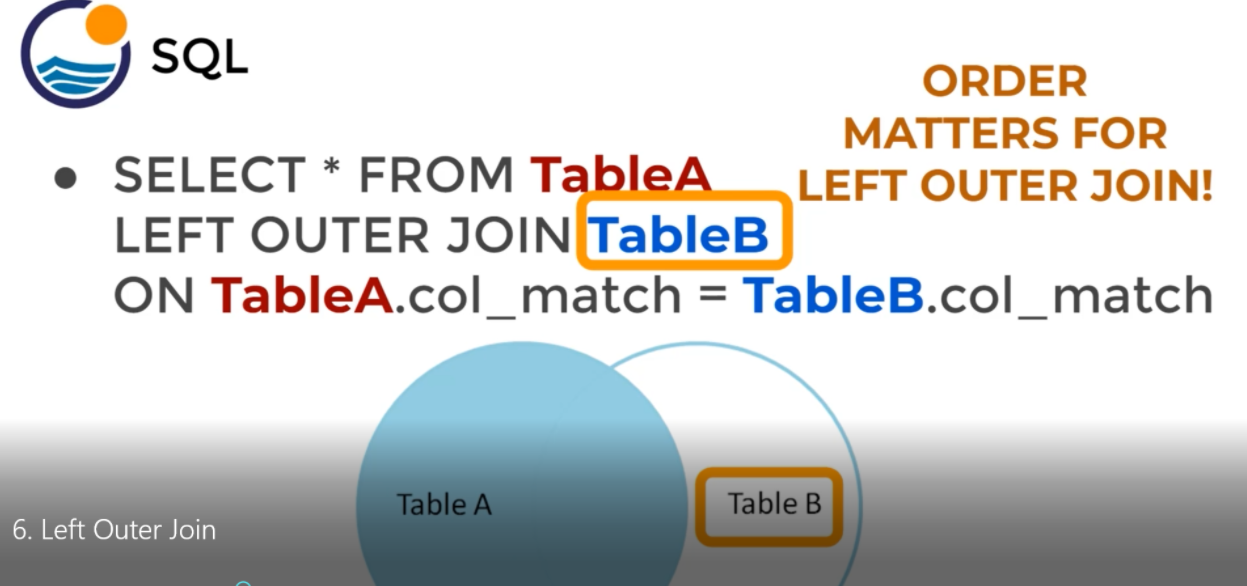 SQL
ORDER
MATTERS FOR
LEFT OUTER JOIN!
● SELECT * FROM TableA
LEFT OUTER JOIN TableB
ON TableA.col_match = TableB.col_match
Table A
Table B
6. Left Outer Join